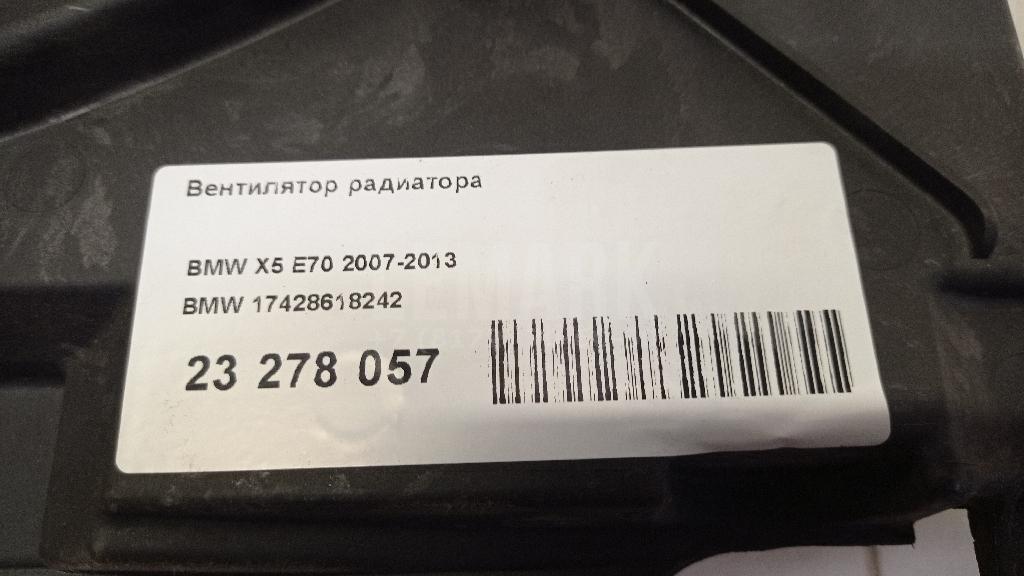 Вентилятор радиатора
BMW X5 E70 2007-2013
BMW 17428618242
23 278 057